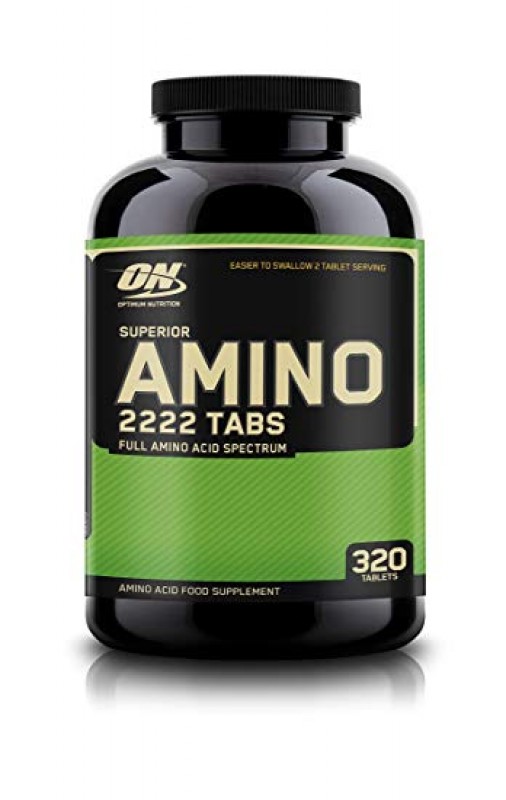 ON
OPTIMUM NUTRITION
EASIER TO SWALLOW 2 TABLET SERVING
SUPERIOR
AMINO
2222 TABS
FULL AMINO ACID SPECTRUM
320
TABLETS
AMINO ACID FOOD SUPPLEMENT